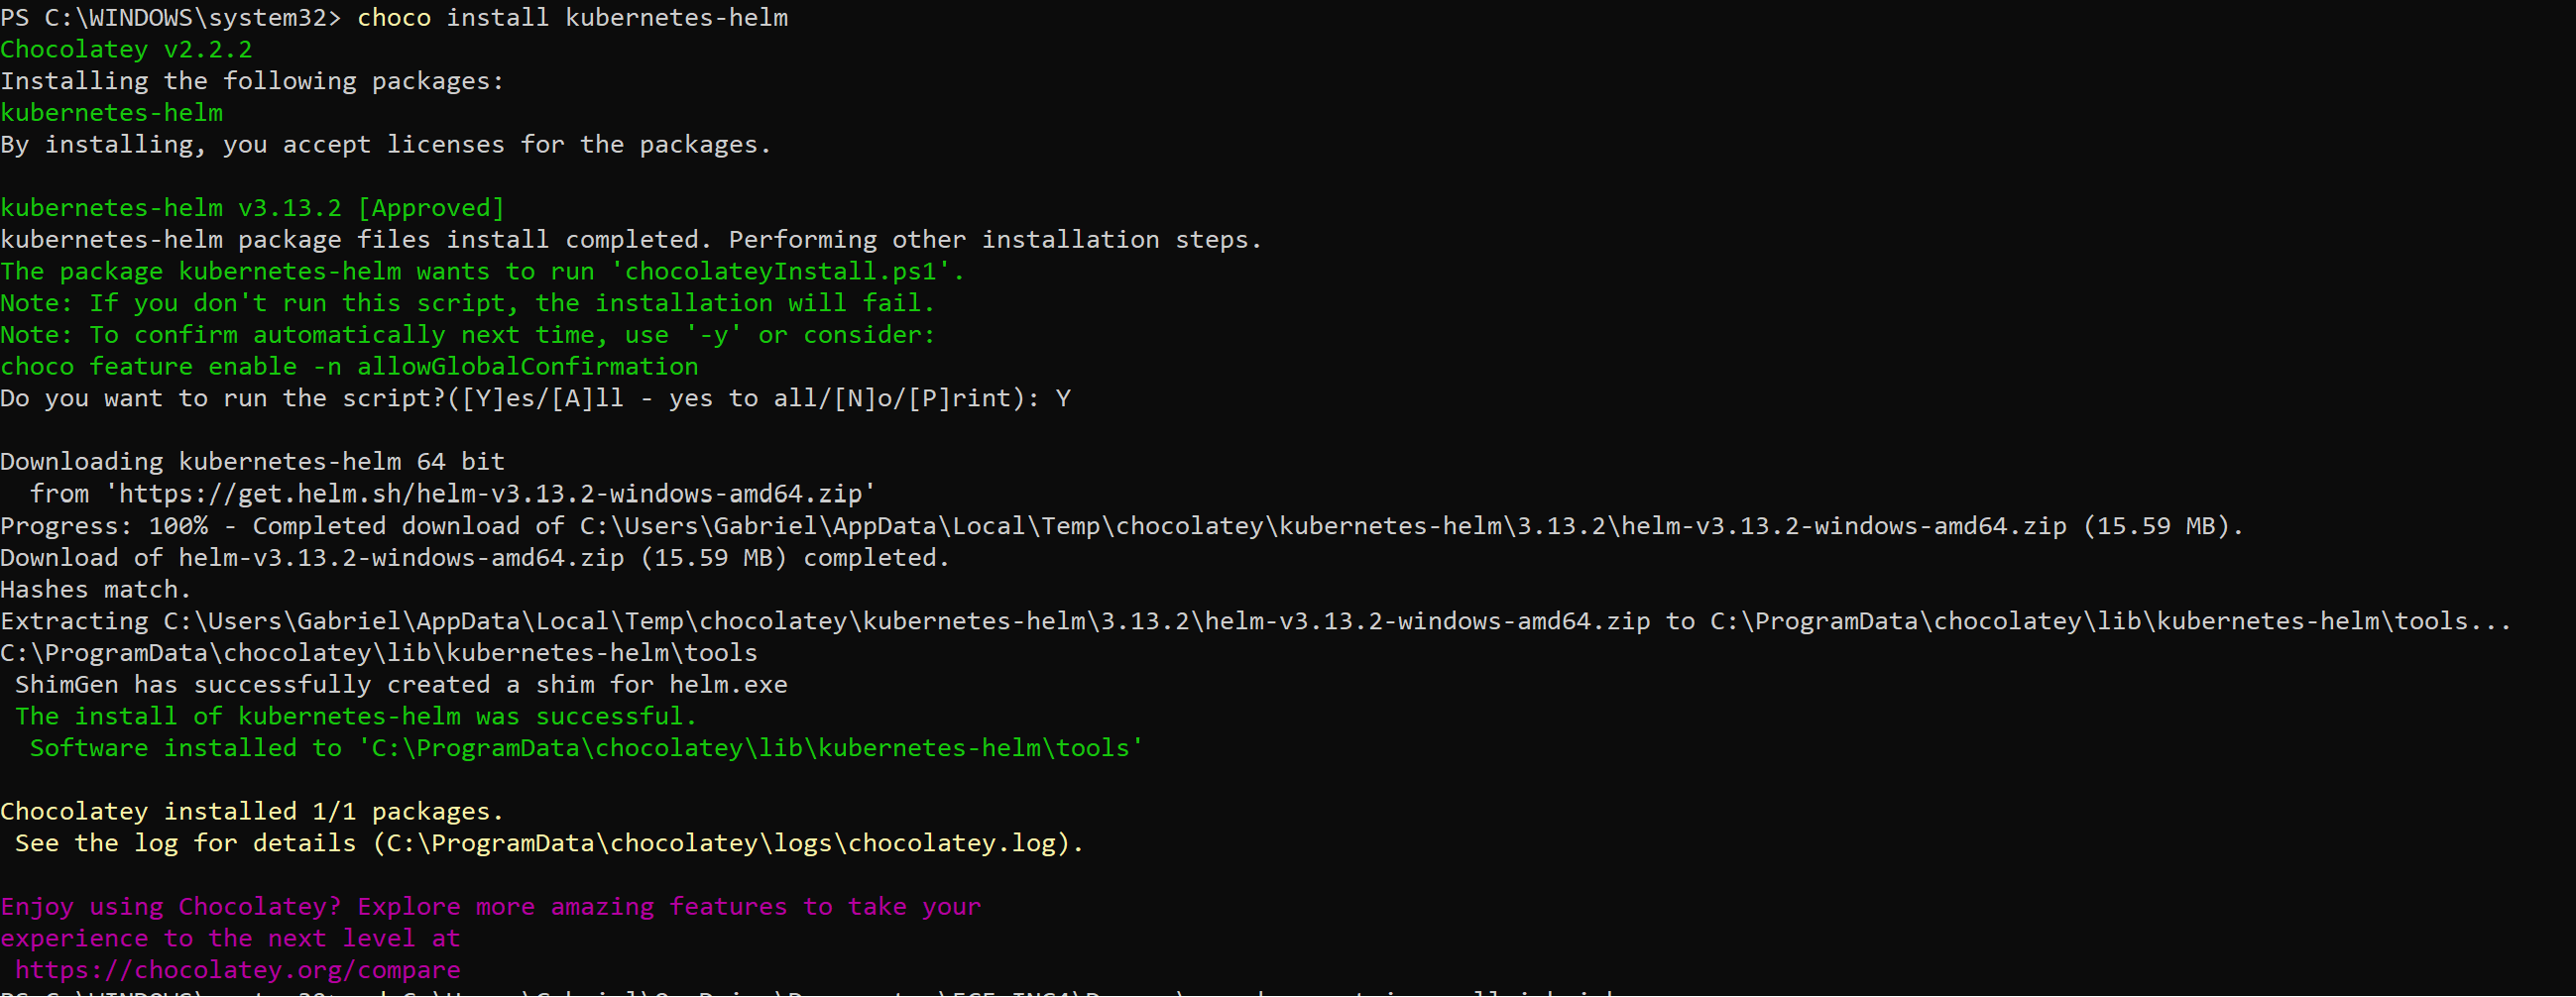 PS C:\WINDOWS\system32> choco install kubernetes-helm
Chocolatey v2.2.2
Installing the following packages:
kubernetes-helm
By installing, you accept licenses for the packages.
kubernetes-helm v3.13.2 [Approved]
kubernetes-helm package files install completed. Performing other installation steps.
The package kubernetes-helm wants to run 'chocolateyInstall.ps1'.
Note: If you don't run this script, the installation will fail.
Note: To confirm automatically next time, use '-y' or consider:
choco feature enable -n allowGlobalConfirmation
Do you want to run the script?([Y]es/[A]ll - yes to all/[N]o/[P]rint): Y
Downloading kubernetes-helm 64 bit
  from 'https://get.helm.sh/helm-v3.13.2-windows-amd64.zip'
Progress: 100% - Completed download of C:\Users\Gabriel\AppData\Local\Temp\chocolatey\kubernetes-helm\3.13.2\helm-v3.13.2-windows-amd64.zip (15.59 MB).
Download of helm-v3.13.2-windows-amd64.zip (15.59 MB) completed.
Hashes match.
Extracting C:\Users\Gabriel\AppData\Local\Temp\chocolatey\kubernetes-helm\3.13.2\helm-v3.13.2-windows-amd64.zip to C:\ProgramData\chocolatey\lib\kubernetes-helm\tools...
C:\ProgramData\chocolatey\lib\kubernetes-helm\tools
 ShimGen has successfully created a shim for helm.exe
 The install of kubernetes-helm was successful.
  Software installed to 'C:\ProgramData\chocolatey\lib\kubernetes-helm\tools'
Chocolatey installed 1/1 packages.
 See the log for details (C:\ProgramData\chocolatey\logs\chocolatey.log).
Enjoy using Chocolatey? Explore more amazing features to take your
experience to the next level at
 https://chocolatey.org/compare